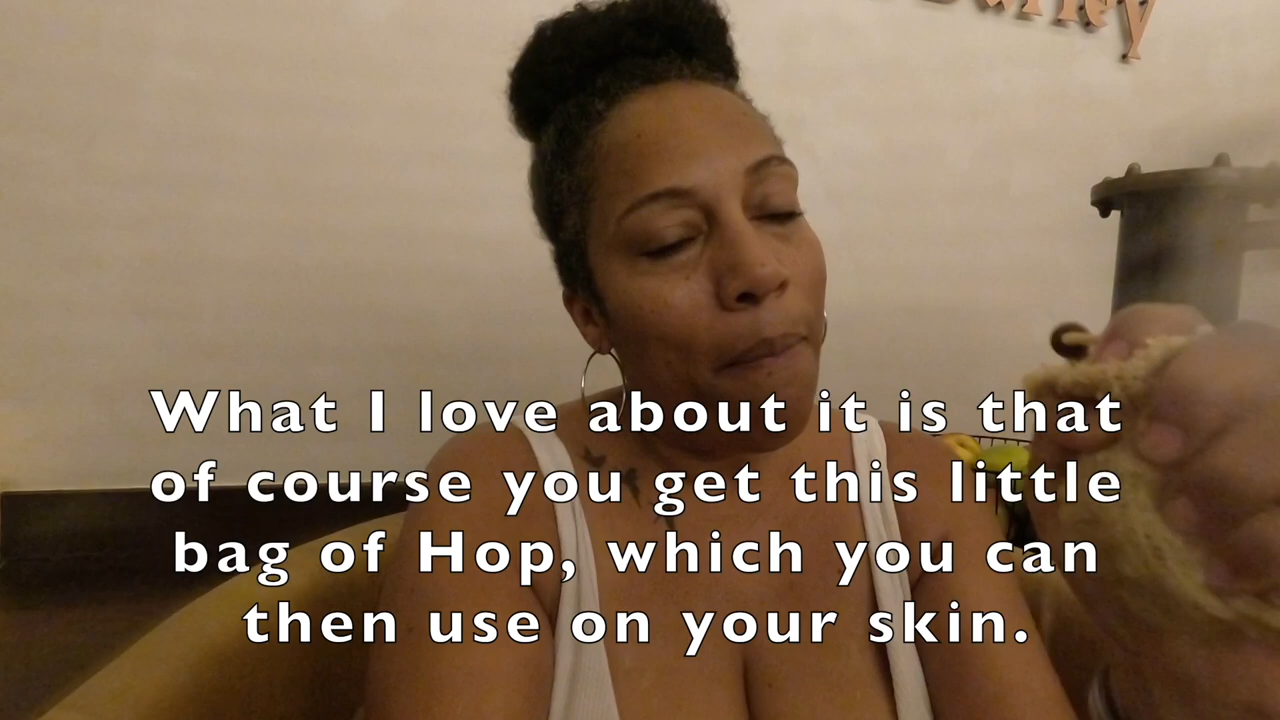 What I love about it is that
of course you get this little
bag of Hop, which you can
then use on your skin.